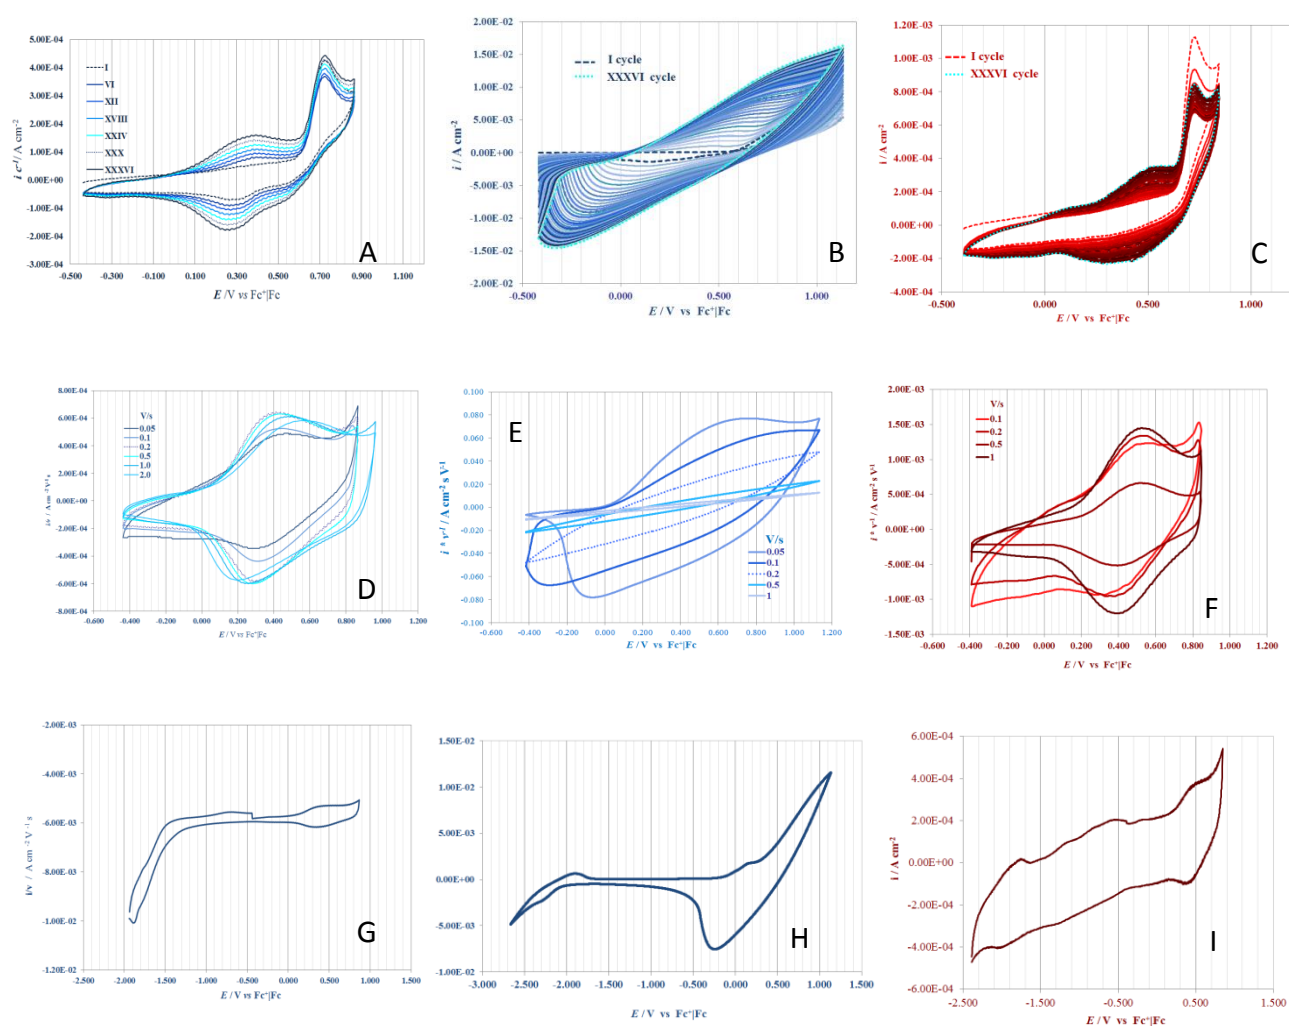 5.00E-04
4.00E-04
3.00E-04
2.00E-04
1.00E-04
0.00E+00
-1.00E-04
-2.00E-04
-3.00E-04
I
VI
XII
XVIII
XXIV
XXX
XXXVI
A
-0.500 -0.300 -0.100 0.100 0.300 0.500 0.700 0.900 1.100
E /V vs Fc⁺|Fc
i c⁻¹/ A cm⁻²
2.00E-02
1.50E-02
1.00E-02
5.00E-03
0.00E+00
-5.00E-03
-1.00E-02
-1.50E-02
-2.00E-02
I cycle
XXXVI cycle
B
-0.500 0.000 0.500 1.000
E / V vs Fc⁺|Fc
i / A cm⁻²
1.20E-03
1.00E-03
8.00E-04
6.00E-04
4.00E-04
2.00E-04
0.00E+00
-2.00E-04
-4.00E-04
I cycle
XXXVI cycle
C
-0.500 0.000 0.500 1.000
E / V vs Fc⁺|Fc
i / A cm⁻²
8.00E-04
6.00E-04
4.00E-04
2.00E-04
0.00E+00
-2.00E-04
-4.00E-04
-6.00E-04
-8.00E-04
V/s
0.05
0.1
0.2
0.5
1.0
2.0
D
-0.600 -0.400 -0.200 0.000 0.200 0.400 0.600 0.800 1.000 1.200
E / V vs Fc⁺|Fc
0.100
0.080
0.060
0.040
0.020
0.000
-0.020
-0.040
-0.060
-0.080
-0.100
E
V/s
0.05
0.1
0.2
0.5
1
-0.600 -0.400 -0.200 0.000 0.200 0.400 0.600 0.800 1.000 1.200
E / V vs Fc⁺|Fc
i * v⁻¹ / A cm⁻² s V⁻¹
2.00E-03
1.50E-03
1.00E-03
5.00E-04
0.00E+00
-5.00E-04
-1.00E-03
-1.50E-03
V/s
0.1
0.2
0.5
1
F
-0.600 -0.400 -0.200 0.000 0.200 0.400 0.600 0.800 1.000 1.200
E / V vs Fc⁺|Fc
i * v⁻¹ / A cm⁻² s V⁻¹
-2.00E-03
-4.00E-03
-6.00E-03
-8.00E-03
-1.00E-02
-1.20E-02
G
-2.500 -2.000 -1.500 -1.000 -0.500 0.000 0.500 1.000 1.500
E / V vs Fc⁺|Fc
i/v / A cm⁻² V⁻¹ s
1.50E-02
1.00E-02
5.00E-03
0.00E+00
-5.00E-03
-1.00E-02
H
-3.000 -2.500 -2.000 -1.500 -1.000 -0.500 0.000 0.500 1.000 1.500
E / V vs Fc⁺|Fc
i / A cm⁻²
6.00E-04
4.00E-04
2.00E-04
0.00E+00
-2.00E-04
-4.00E-04
-6.00E-04
I
-2.500 -1.500 -0.500 0.500 1.500
E / V vs Fc⁺|Fc
i / A cm⁻²